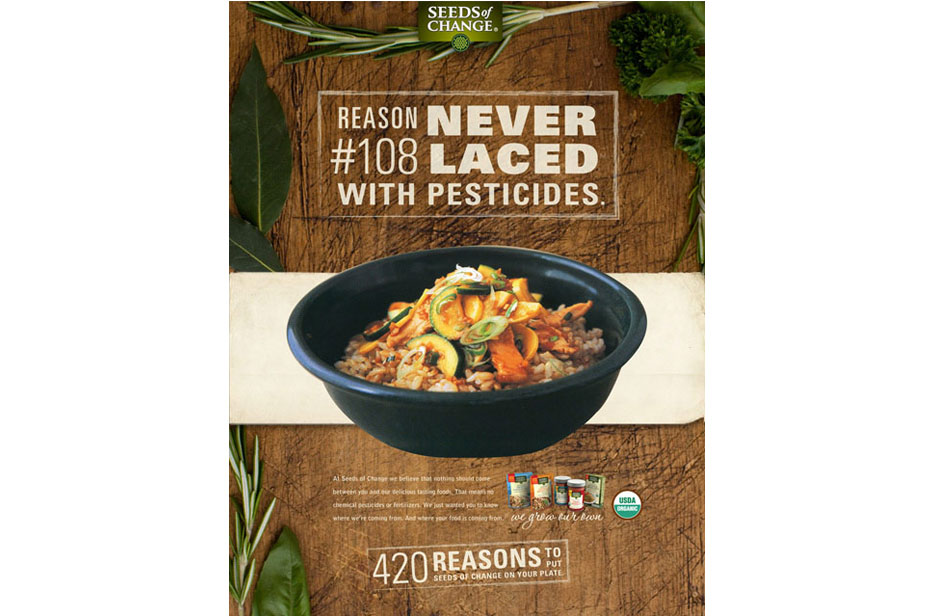 SEEDS of
CHANGE®
REASON NEVER
#108 LACED
WITH PESTICIDES.
At Seeds of Change we believe that nothing should come
between you and our delicious tasting foods. That means no
chemical pesticides or fertilizers. We just wanted you to know
where we're coming from. And where your food is coming from.
we grow our own
USDA
ORGANIC
420 REASONS TO
PUT
SEEDS OF CHANGE ON YOUR PLATE.